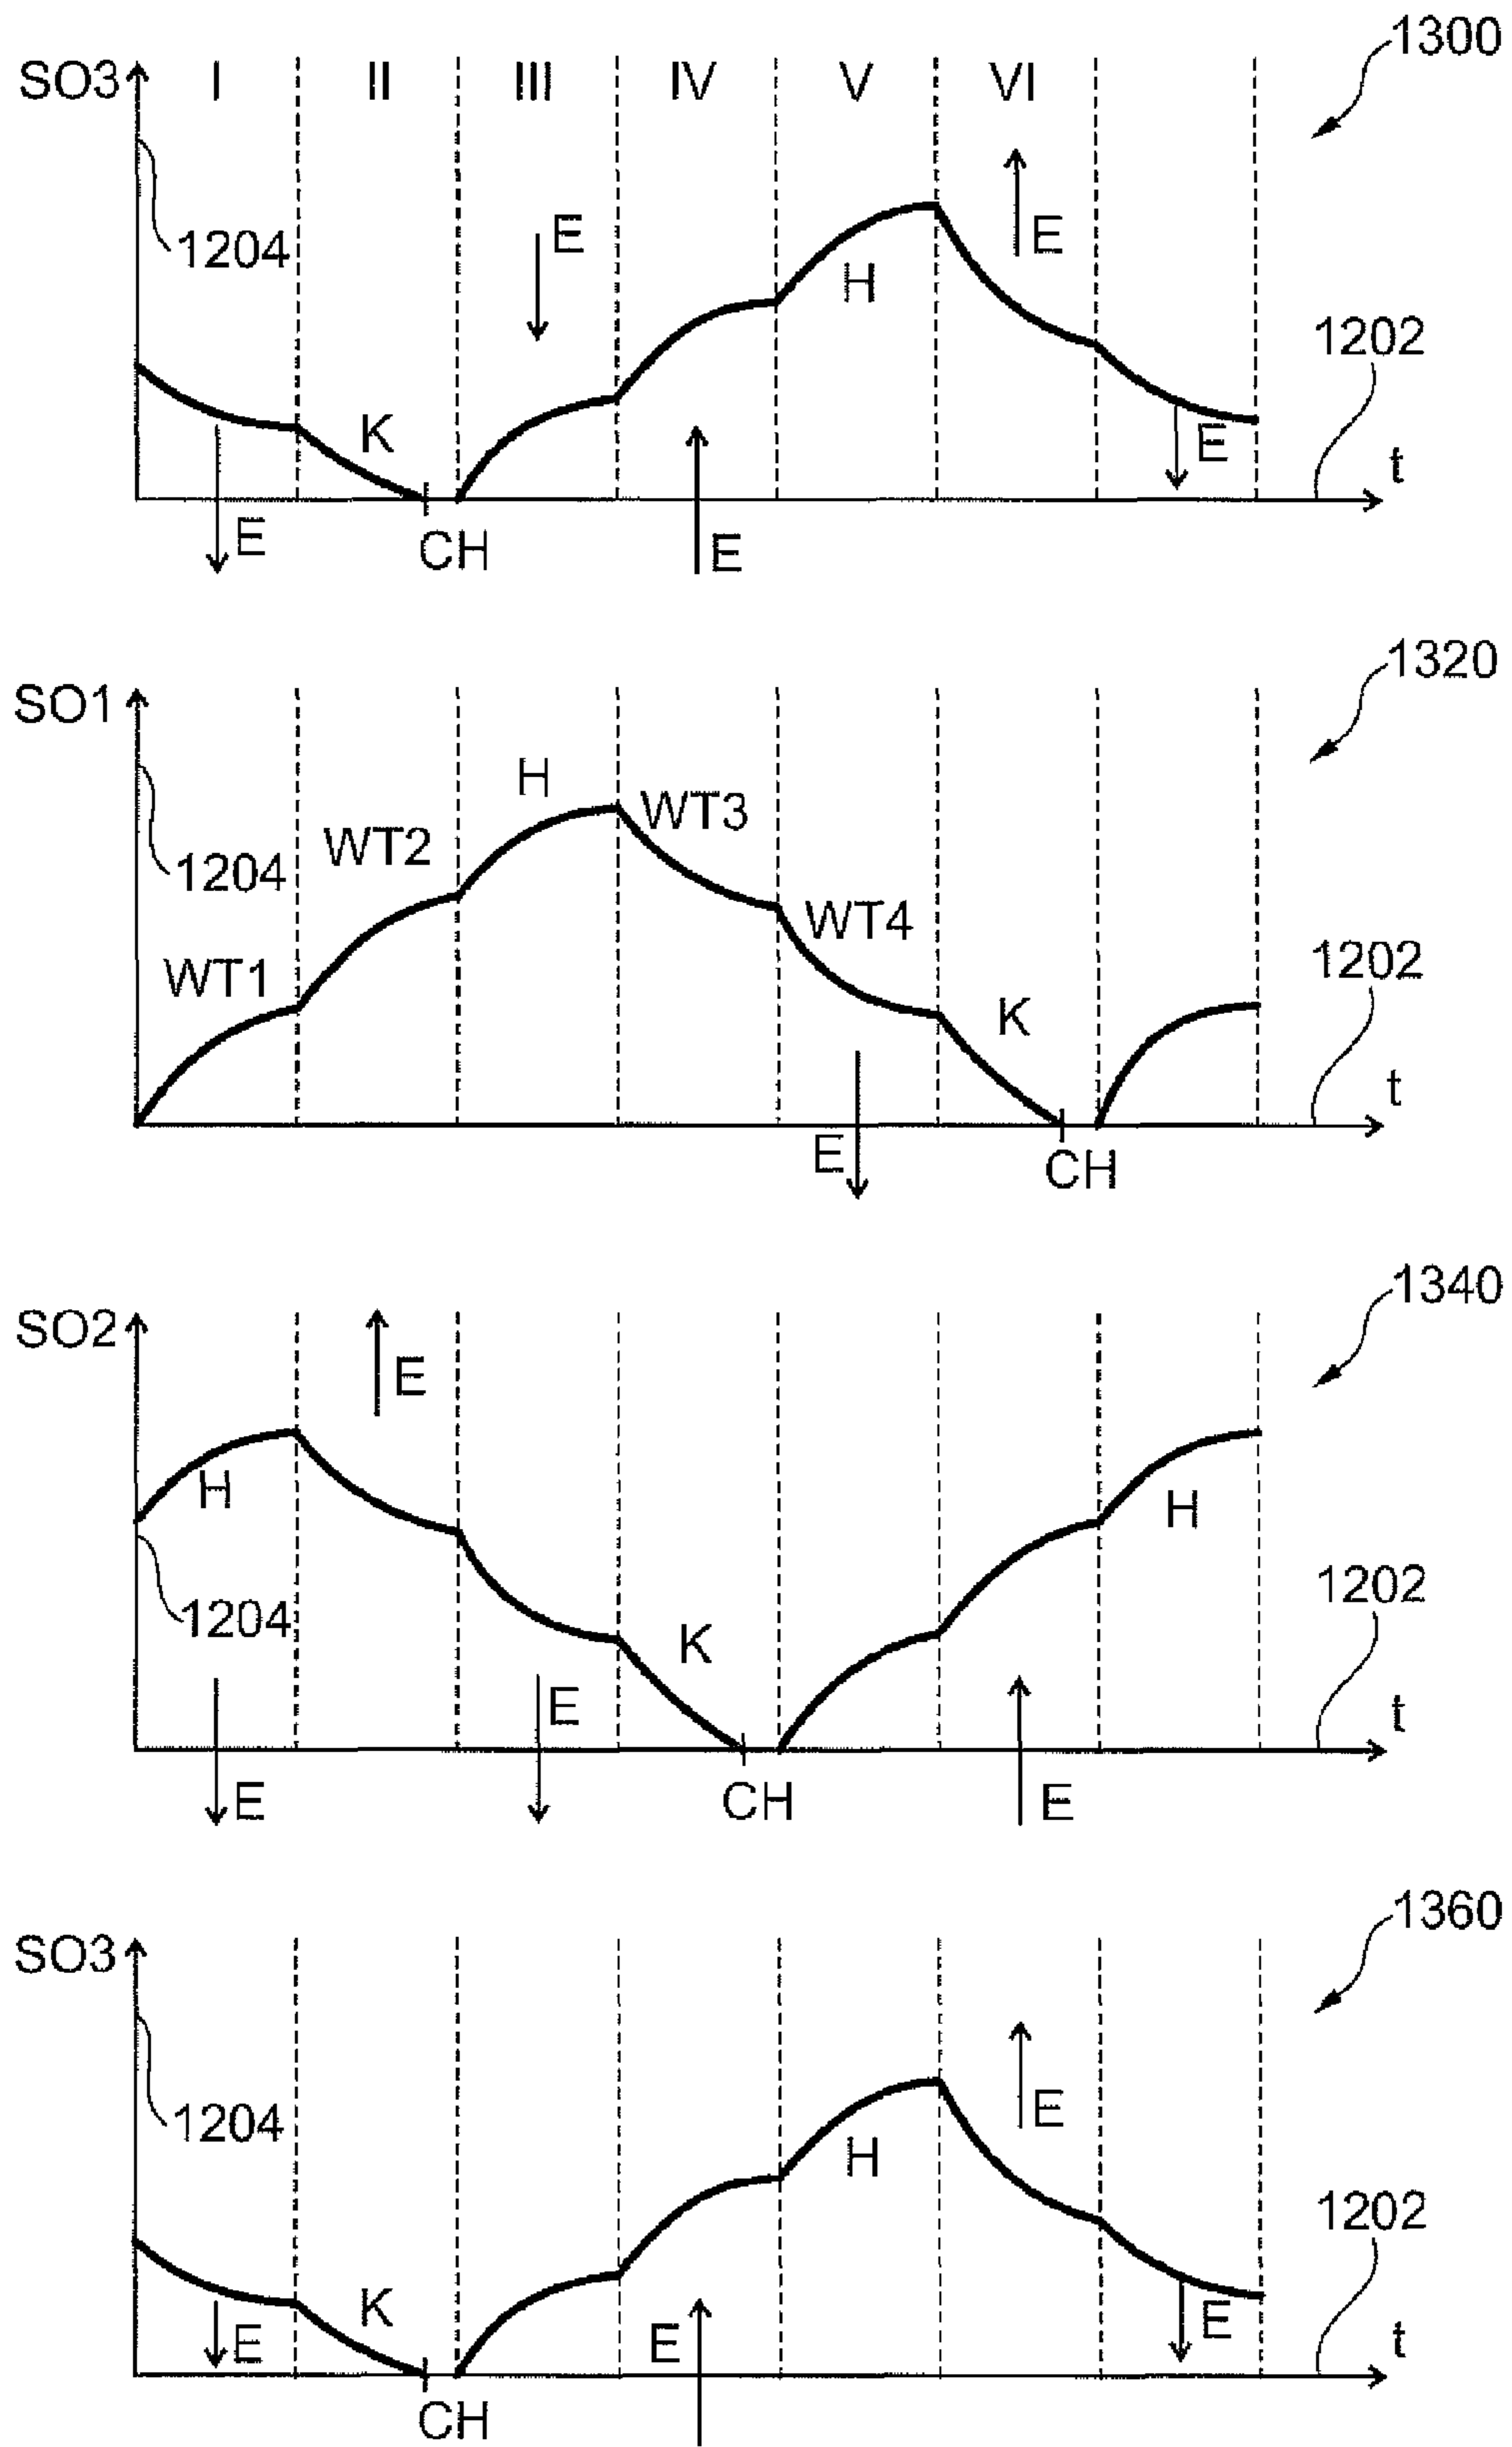 1300
SO3 I II III IV V VI
E E
1204 H
1202
K E t
E CH E
1320
SO1
H WT3
WT2
1204 WT4
WT1 1202
K t
E CH
1340
SO2
E
H H
1204 1202
K
E t
E CH E
1360
SO3
E
1204 H
1202
K E E t
E
CH